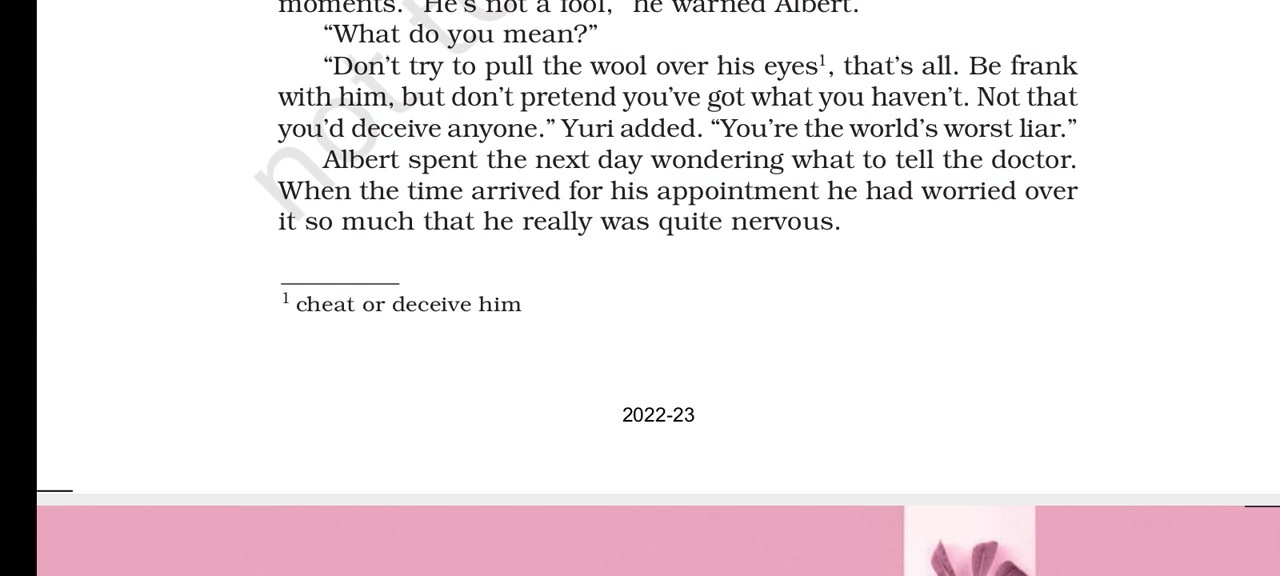 moments. "He's not a fool," he warned Albert.
“What do you mean?”
“Don't try to pull the wool over his eyes¹, that's all. Be frank
with him, but don't pretend you've got what you haven't. Not that
you'd deceive anyone.” Yuri added. “You're the world's worst liar.”
Albert spent the next day wondering what to tell the doctor.
When the time arrived for his appointment he had worried over
it so much that he really was quite nervous.
¹ cheat or deceive him
2022-23
not to